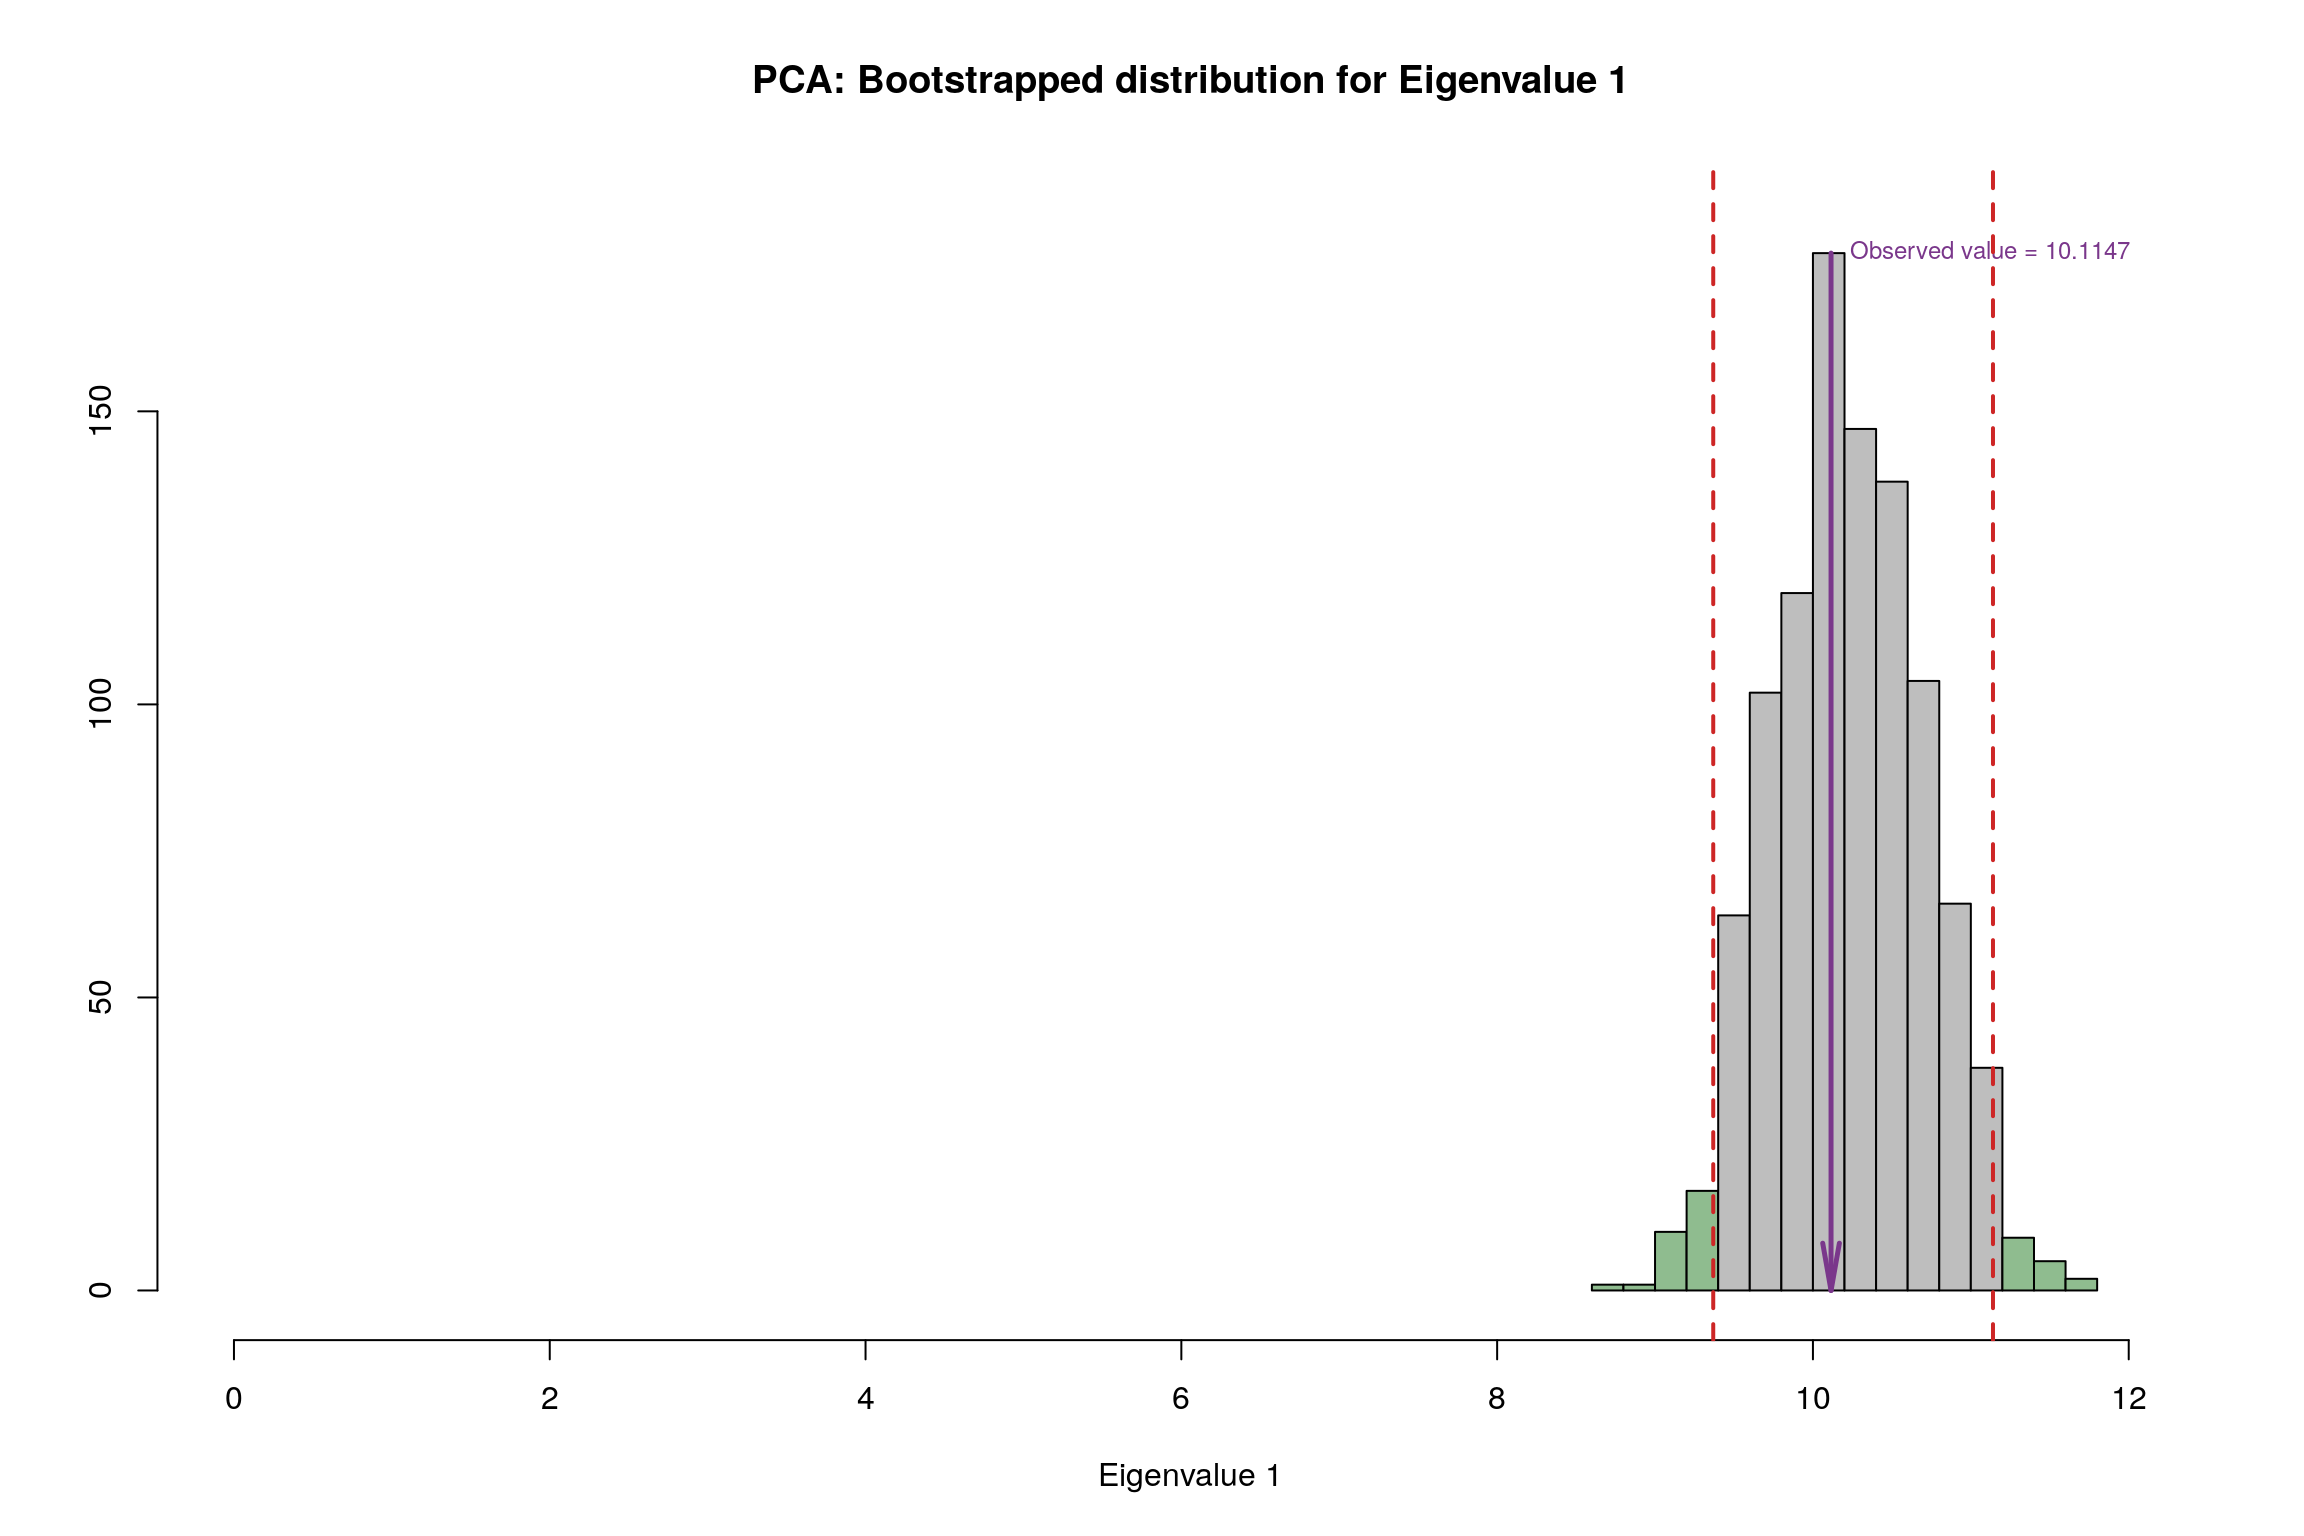 PCA: Bootstrapped distribution for Eigenvalue 1
Observed value = 10.1147
150
100
50
0
0 2 4 6 8 10 12
Eigenvalue 1